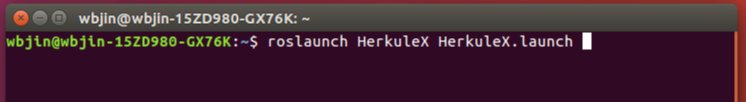 wbjin@wbjin-15ZD980-GX76K: ~
wbjin@wbjin-15ZD980-GX76K:~$ roslaunch HerkuleX HerkuleX.launch